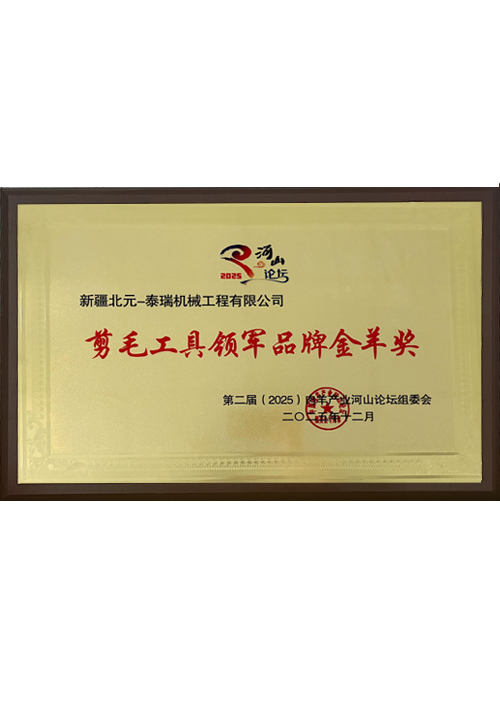 河山
2025 论坛
新疆北元-泰瑞机械工程有限公司
剪毛工具领军品牌金羊奖
第二届（2025）肉羊产业河山论坛组委会
二〇二五年十二月